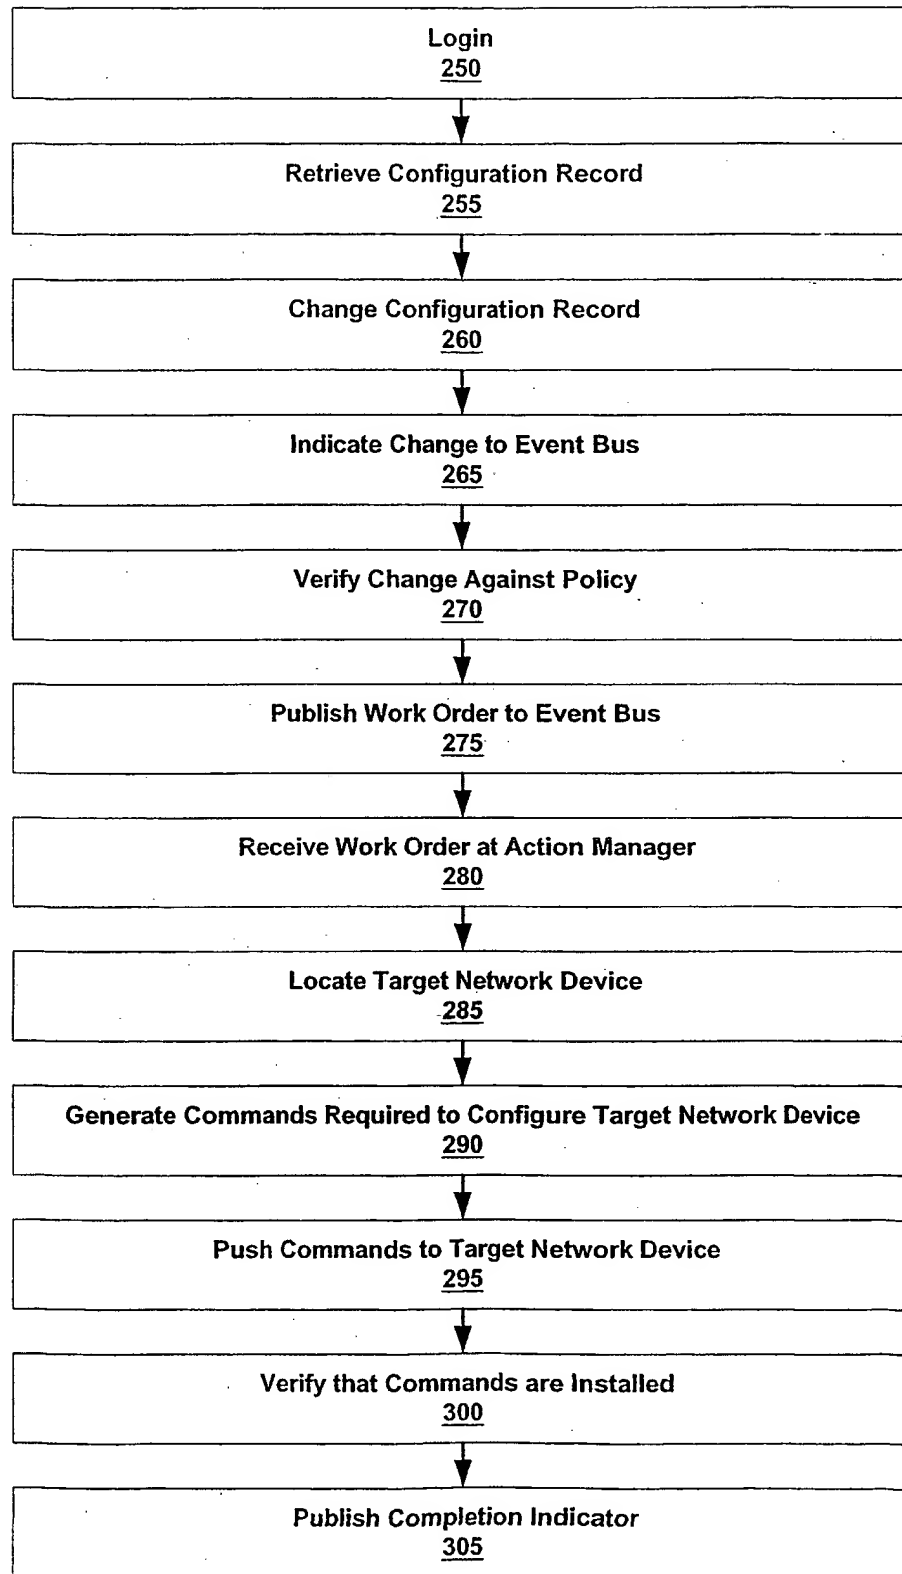 Login
250
Retrieve Configuration Record
255
Change Configuration Record
260
Indicate Change to Event Bus
265
Verify Change Against Policy
270
Publish Work Order to Event Bus
275
Receive Work Order at Action Manager
280
Locate Target Network Device
285
Generate Commands Required to Configure Target Network Device
290
Push Commands to Target Network Device
295
Verify that Commands are Installed
300
Publish Completion Indicator
305